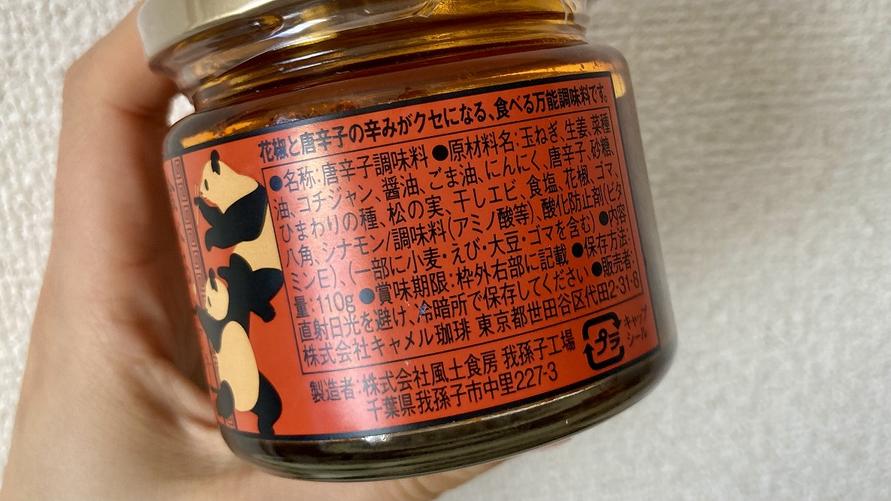 花椒と唐辛子の辛みがクセになる、食べる万能調味料です。
●名称:唐辛子調味料 ●原材料名:玉ねぎ、生姜、菜種
油、コチジャン、醤油、ごま油、にんにく、唐辛子、砂糖、
ひまわりの種、松の実、干しエビ、食塩、花椒、ゴマ、
八角、シナモン/調味料(アミノ酸等)、酸化防止剤(ビタ
ミンE)、(一部に小麦・えび・大豆・ゴマを含む) ●内容
量:110g ●賞味期限:枠外右部に記載 ●保存方法:
直射日光を避け、冷暗所で保存してください ●販売者:
株式会社キャメル珈琲 東京都世田谷区代田2-31-8
製造者:株式会社風土食房 我孫子工場
千葉県我孫子市中里227-3
プラ
キャップ
シール